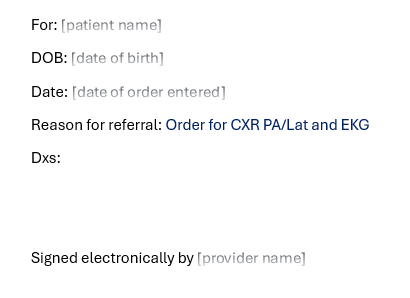 For: [patient name]
DOB: [date of birth]
Date: [date of order entered]
Reason for referral: Order for CXR PA/Lat and EKG
Dxs:
Signed electronically by [provider name]